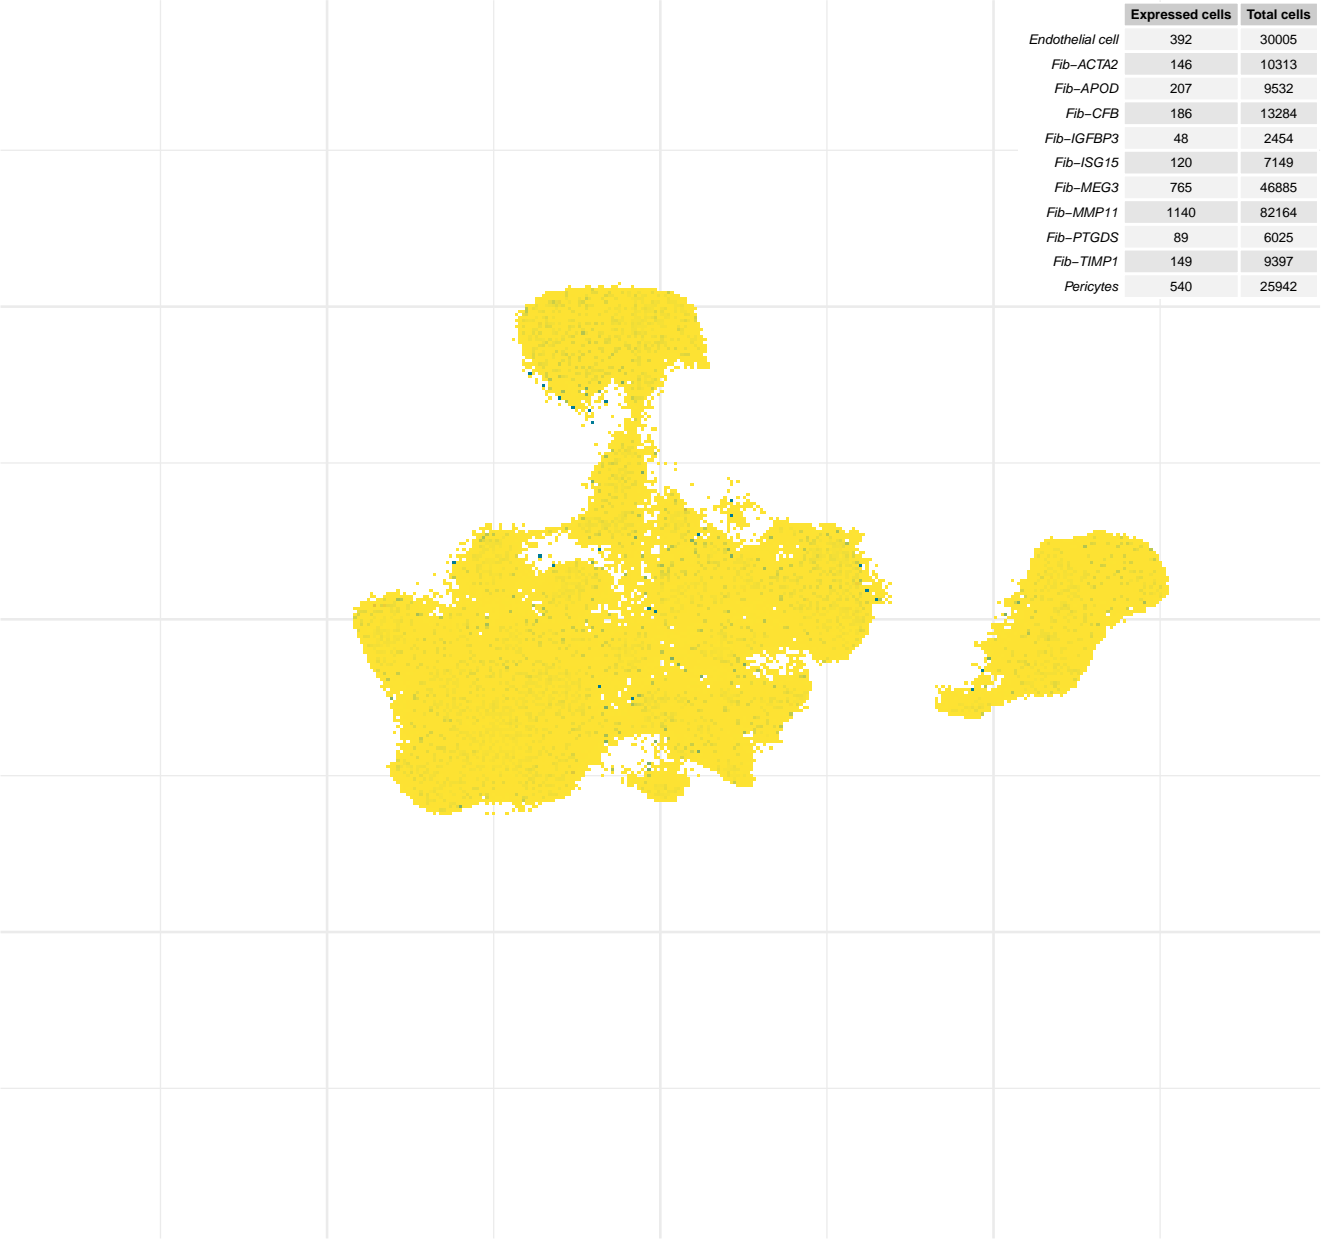 Expressed cells Total cells
Endothelial cell 392 30005
Fib−ACTA2 146 10313
Fib−APOD 207 9532
Fib−CFB 186 13284
Fib−IGFBP3 48 2454
Fib−ISG15 120 7149
Fib−MEG3 765 46885
Fib−MMP11 1140 82164
Fib−PTGDS 89 6025
Fib−TIMP1 149 9397
Pericytes 540 25942